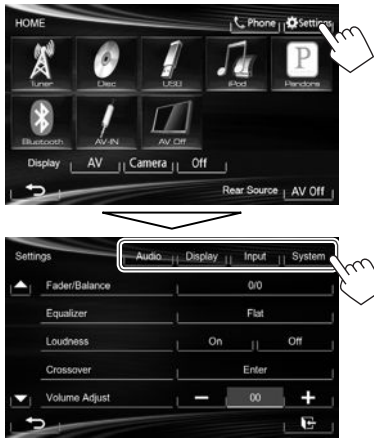 HOME Phone Settings
P
Tuner Disc USB iPod Pandora
Bluetooth AV-IN AV Off
Display AV Camera Off
Rear Source AV Off
Settings Audio Display Input System
Fader/Balance 0/0
Equalizer Flat
Loudness On Off
Crossover Enter
Volume Adjust − 00 +